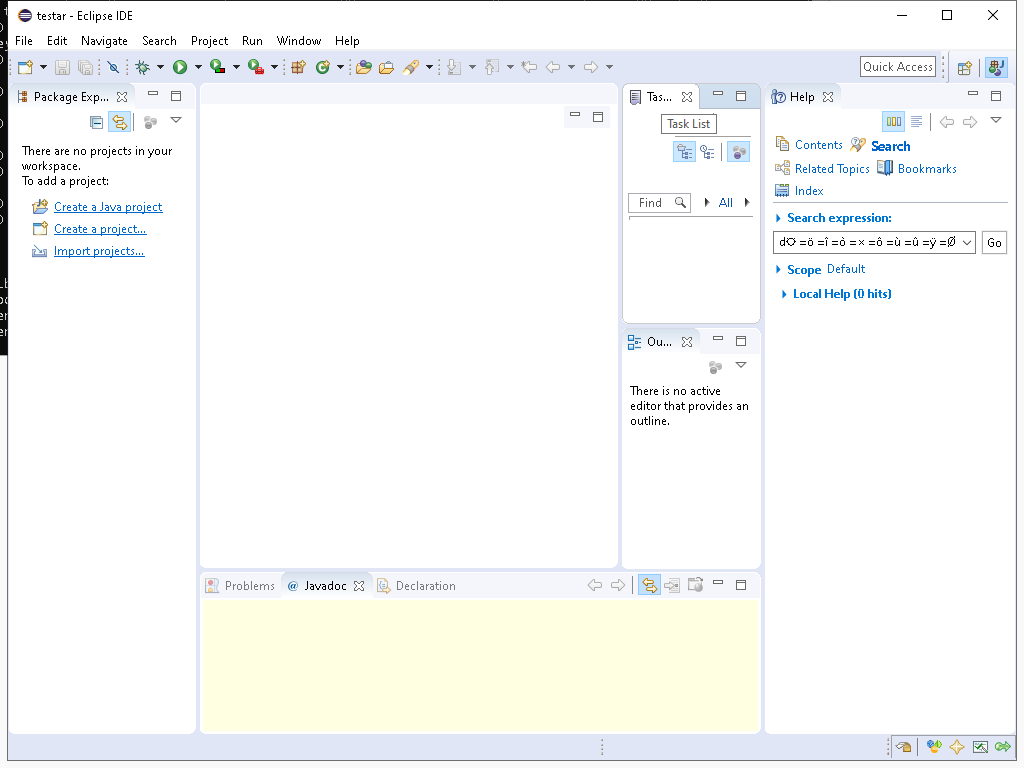 testar - Eclipse IDE
File Edit Navigate Search Project Run Window Help
Quick Access
Package Exp...
There are no projects in your
workspace.
To add a project:
Create a Java project
Create a project...
Import projects...
Tas...
Task List
Find
All
Ou...
There is no active
editor that provides an
outline.
Help
Contents Search
Related Topics Bookmarks
Index
Search expression:
=ö =î =ò =× =ô =ù =û =ÿ =Ø
Go
Scope Default
Local Help (0 hits)
Problems @ Javadoc Declaration